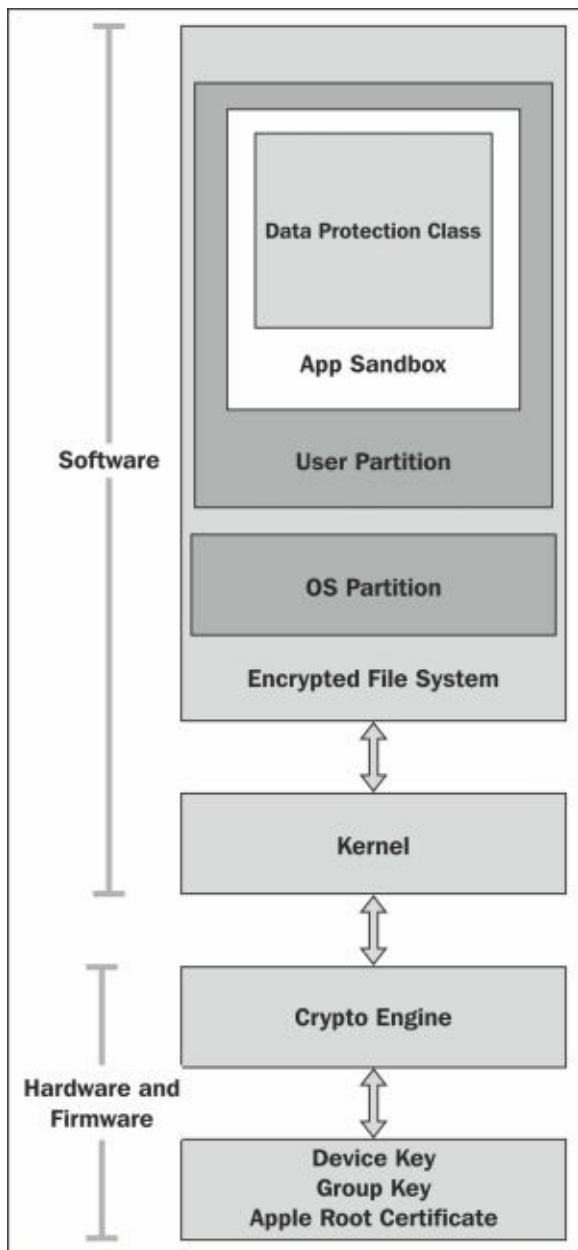 Data Protection Class
App Sandbox
User Partition
Software
OS Partition
Encrypted File System
Kernel
Crypto Engine
Hardware and
Firmware
Device Key
Group Key
Apple Root Certificate